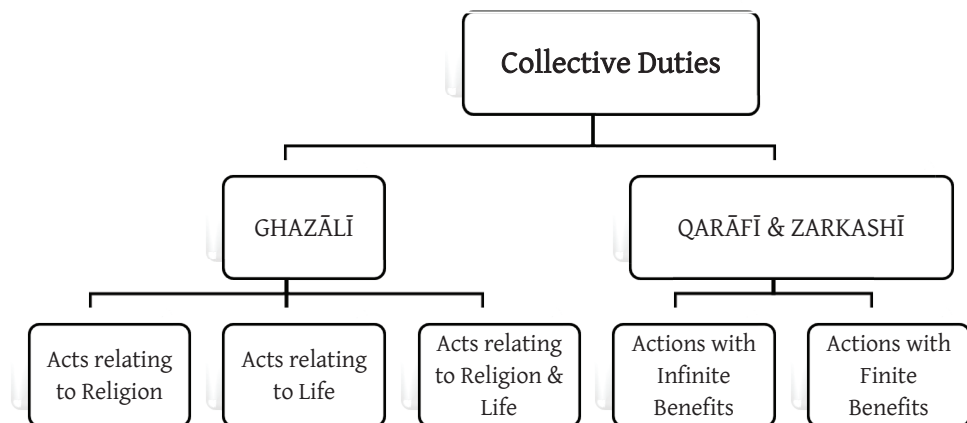 Collective Duties
GHAZĀLĪ
QARĀFĪ & ZARKASHĪ
Acts relating
to Religion
Acts relating
to Life
Acts relating
to Religion &
Life
Actions with
Infinite
Benefits
Actions with
Finite
Benefits